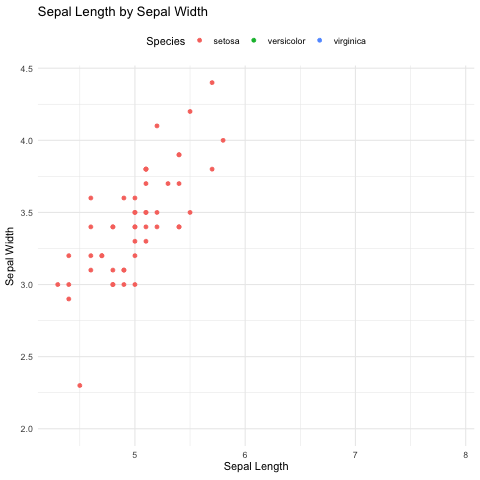 Sepal Length by Sepal Width
Species setosa versicolor virginica
4.5
4.0
3.5
3.0
2.5
2.0
Sepal Width
5 6 7 8
Sepal Length